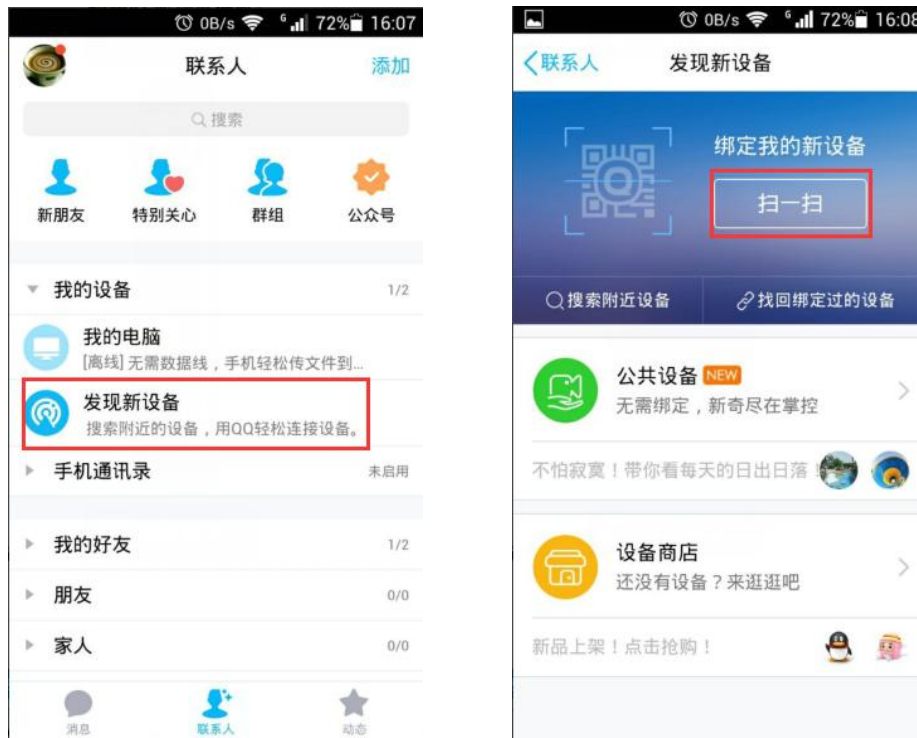 0B/s 72% 16:07
联系人
添加
搜索
新朋友 特别关心 群组 公众号
我的设备 1/2
我的电脑
[离线] 无需数据线，手机轻松传文件到...
发现新设备
搜索附近的设备，用QQ轻松连接设备。
手机通讯录 未启用
我的好友 1/2
朋友 0/0
家人 0/0
消息 联系人 动态
0B/s 72% 16:08
联系人 发现新设备
绑定我的新设备
扫一扫
搜索附近设备 找回绑定过的设备
公共设备 NEW
无需绑定，新奇尽在掌控
不怕寂寞！带你看每天的日出日落
设备商店
还没有设备？来逛逛吧
新品上架！点击抢购！